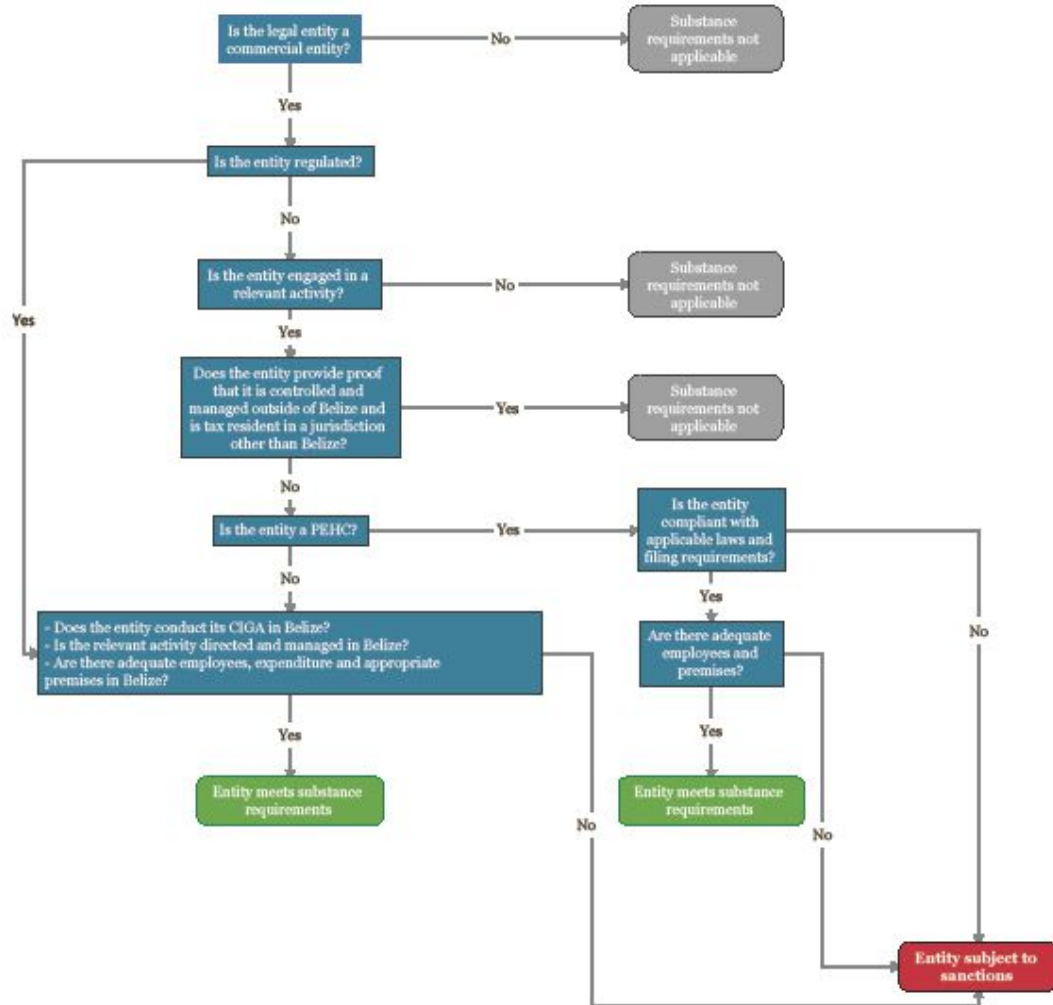 Is the legal entity a
commercial entity?
No
Substance
requirements not
applicable
Yes
Is the entity regulated?
No
Yes
Is the entity engaged in a
relevant activity?
No
Substance
requirements not
applicable
Yes
Does the entity provide proof
that it is controlled and
managed outside of Belize and
is tax resident in a jurisdiction
other than Belize?
Yes
Substance
requirements not
applicable
No
Is the entity a PEHC?
Yes
Is the entity
compliant with
applicable laws and
filing requirements?
No
Yes
No
- Does the entity conduct its CIGA in Belize?
- Is the relevant activity directed and managed in Belize?
- Are there adequate employees, expenditure and appropriate
premises in Belize?
Are there adequate
employees and
premises?
Yes
Yes
Entity meets substance
requirements
Entity meets substance
requirements
No
No
Entity subject to
sanctions